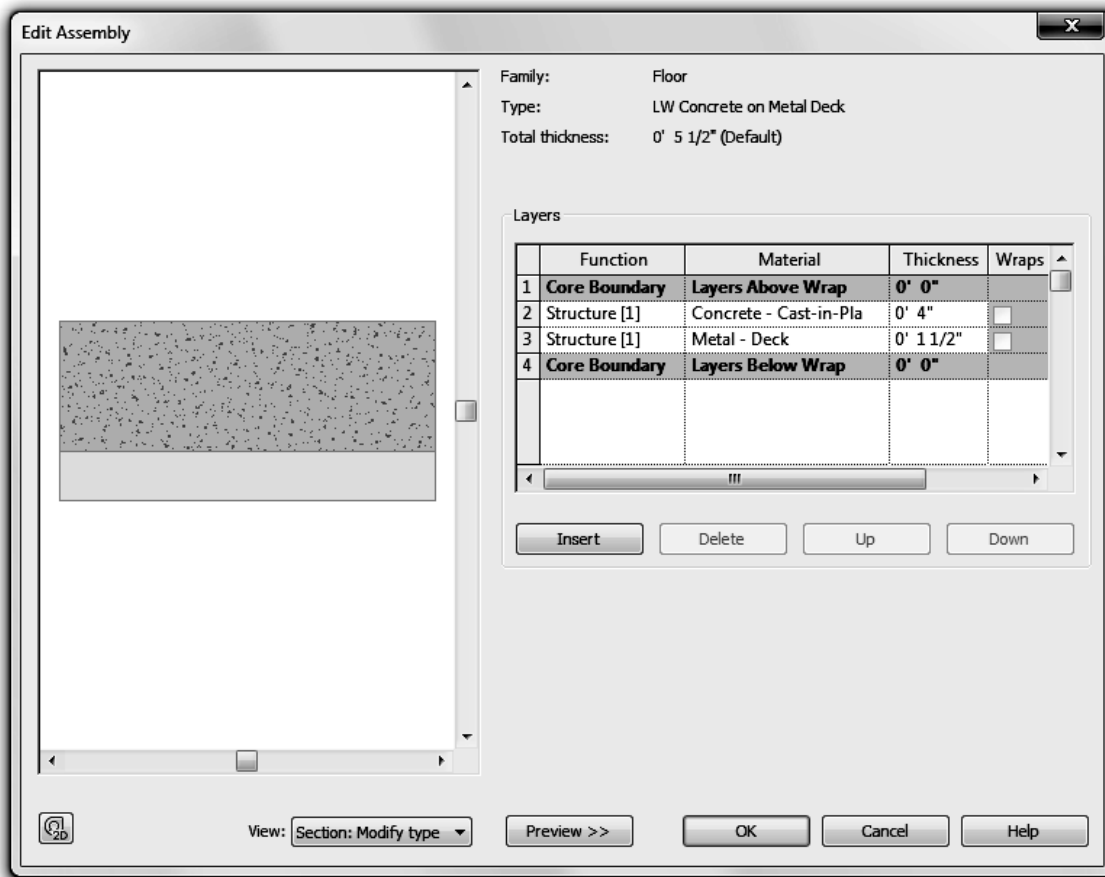 Edit Assembly
X
Family: Floor
Type: LW Concrete on Metal Deck
Total thickness: 0' 5 1/2" (Default)
Layers
Function Material Thickness Wraps
1 Core Boundary Layers Above Wrap 0' 0"
2 Structure [1] Concrete - Cast-in-Pla 0' 4"
3 Structure [1] Metal - Deck 0' 1 1/2"
4 Core Boundary Layers Below Wrap 0' 0"
Insert Delete Up Down
2D View: Section: Modify type Preview >> OK Cancel Help